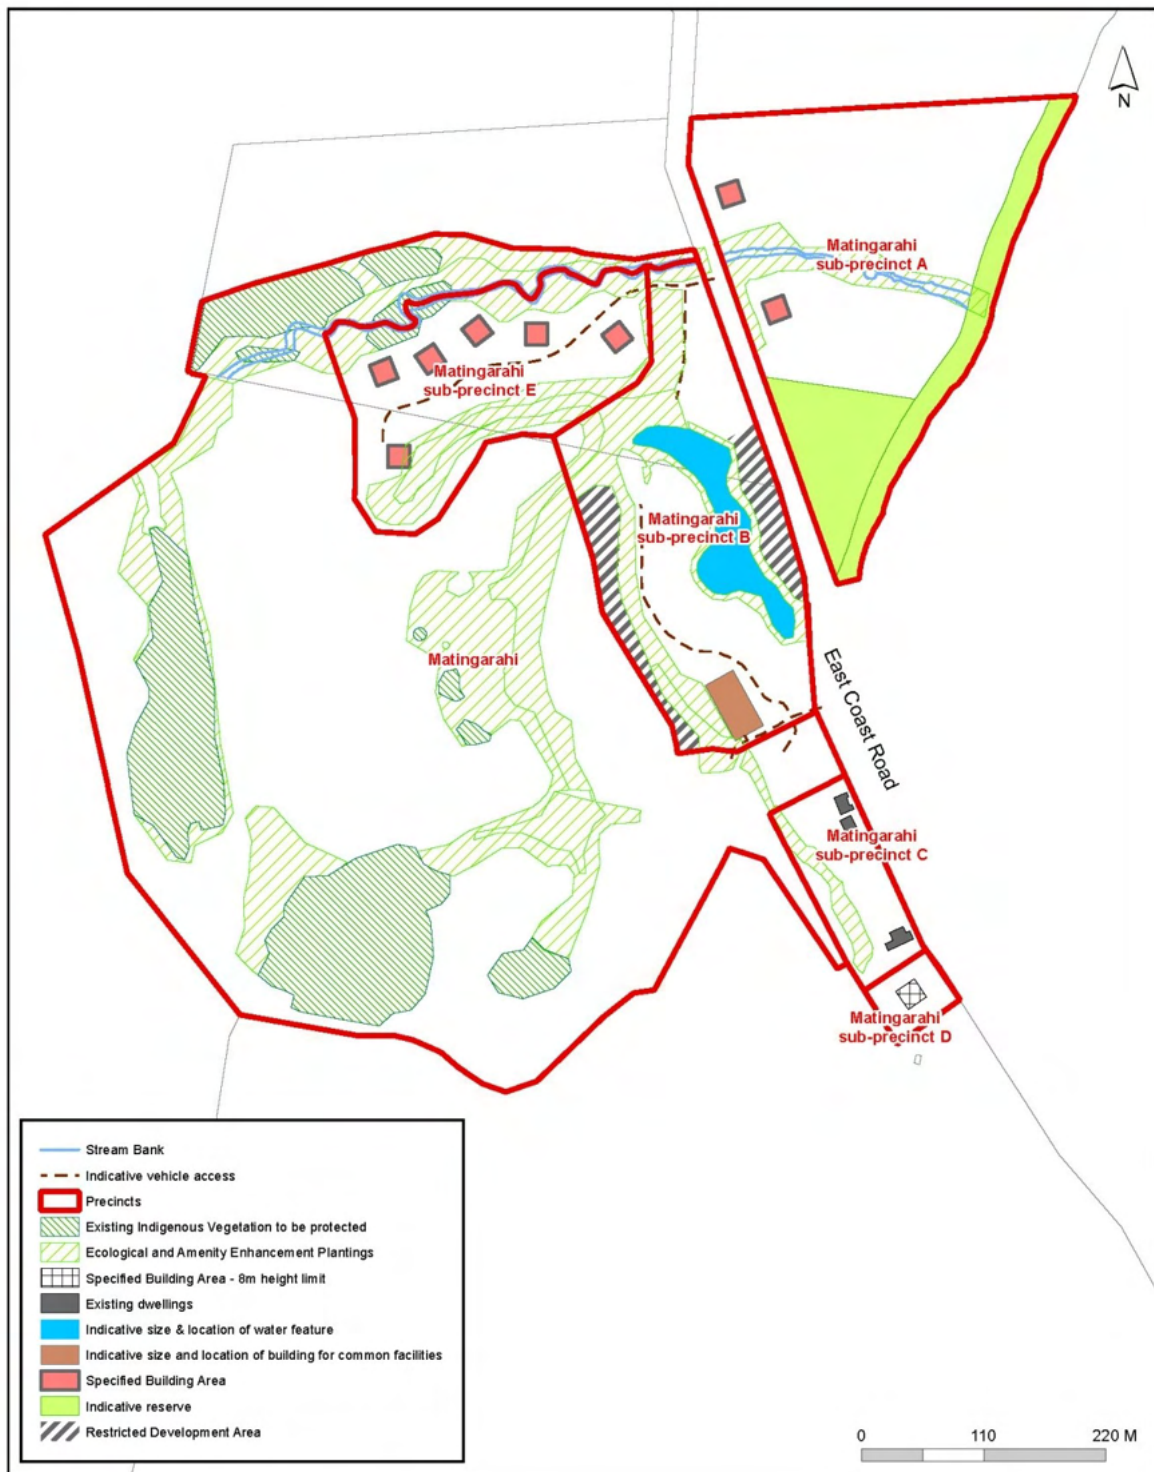 N
Matingarahi
sub-precinct A
Matingarahi
sub-precinct E
Matingarahi
sub-precinct B
Matingarahi
East Coast Road
Matingarahi
sub-precinct C
Matingarahi
sub-precinct D
Stream Bank
Indicative vehicle access
Precincts
Existing Indigenous Vegetation to be protected
Ecological and Amenity Enhancement Plantings
Specified Building Area - 8m height limit
Existing dwellings
Indicative size & location of water feature
Indicative size and location of building for common facilities
Specified Building Area
Indicative reserve
Restricted Development Area
0 110 220 M